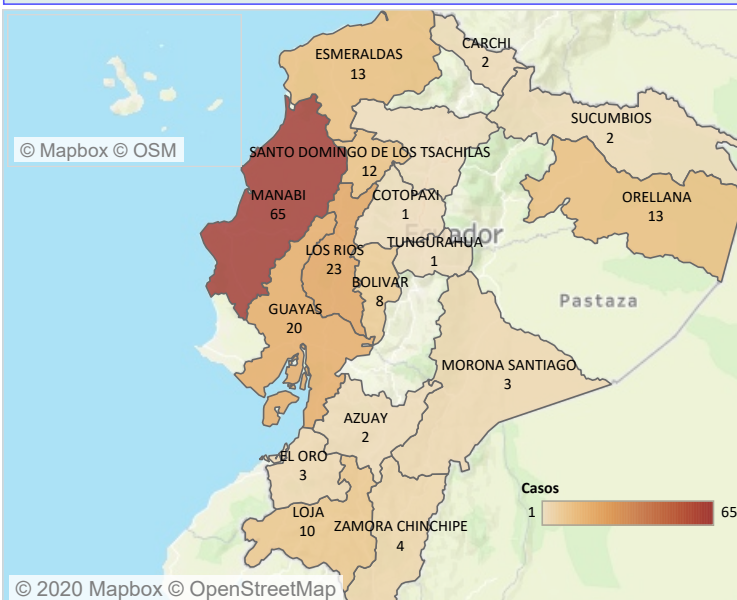 CARCHI
2
ESMERALDAS
13
SUCUMBIOS
2
© Mapbox © OSM
SANTO DOMINGO DE LOS TSACHILAS
12
MANABI
65
COTOPAXI
1
ORELLANA
13
Ecuador
TUNGURAHUA
1
LOS RIOS
23
BOLIVAR
8
Pastaza
GUAYAS
20
MORONA SANTIAGO
3
AZUAY
2
EL ORO
3
Casos
1 65
LOJA
10
ZAMORA CHINCHIPE
4
© 2020 Mapbox © OpenStreetMap